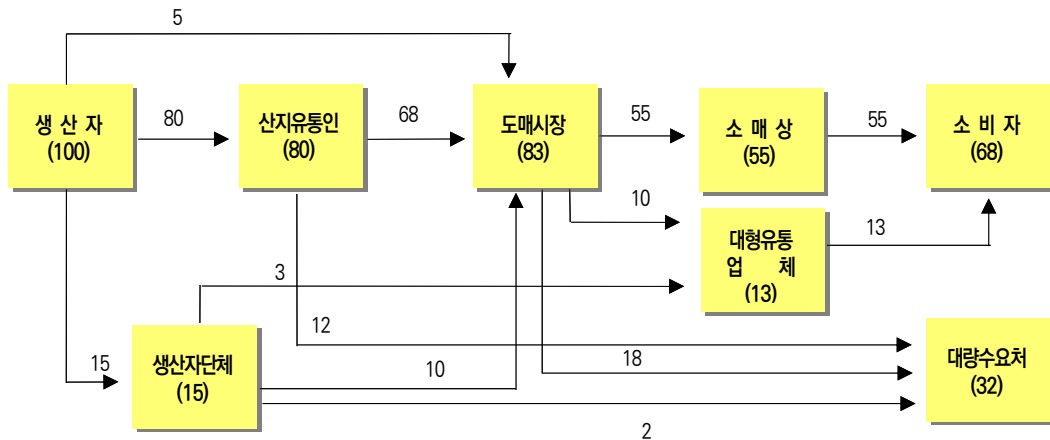 5
생 산 자
(100)
80
산지유통인
(80)
68
도매시장
(83)
55
소 매 상
(55)
55
소 비 자
(68)
10
대형유통
업 체
(13)
13
3
12
15
생산자단체
(15)
10
18
대량수요처
(32)
2